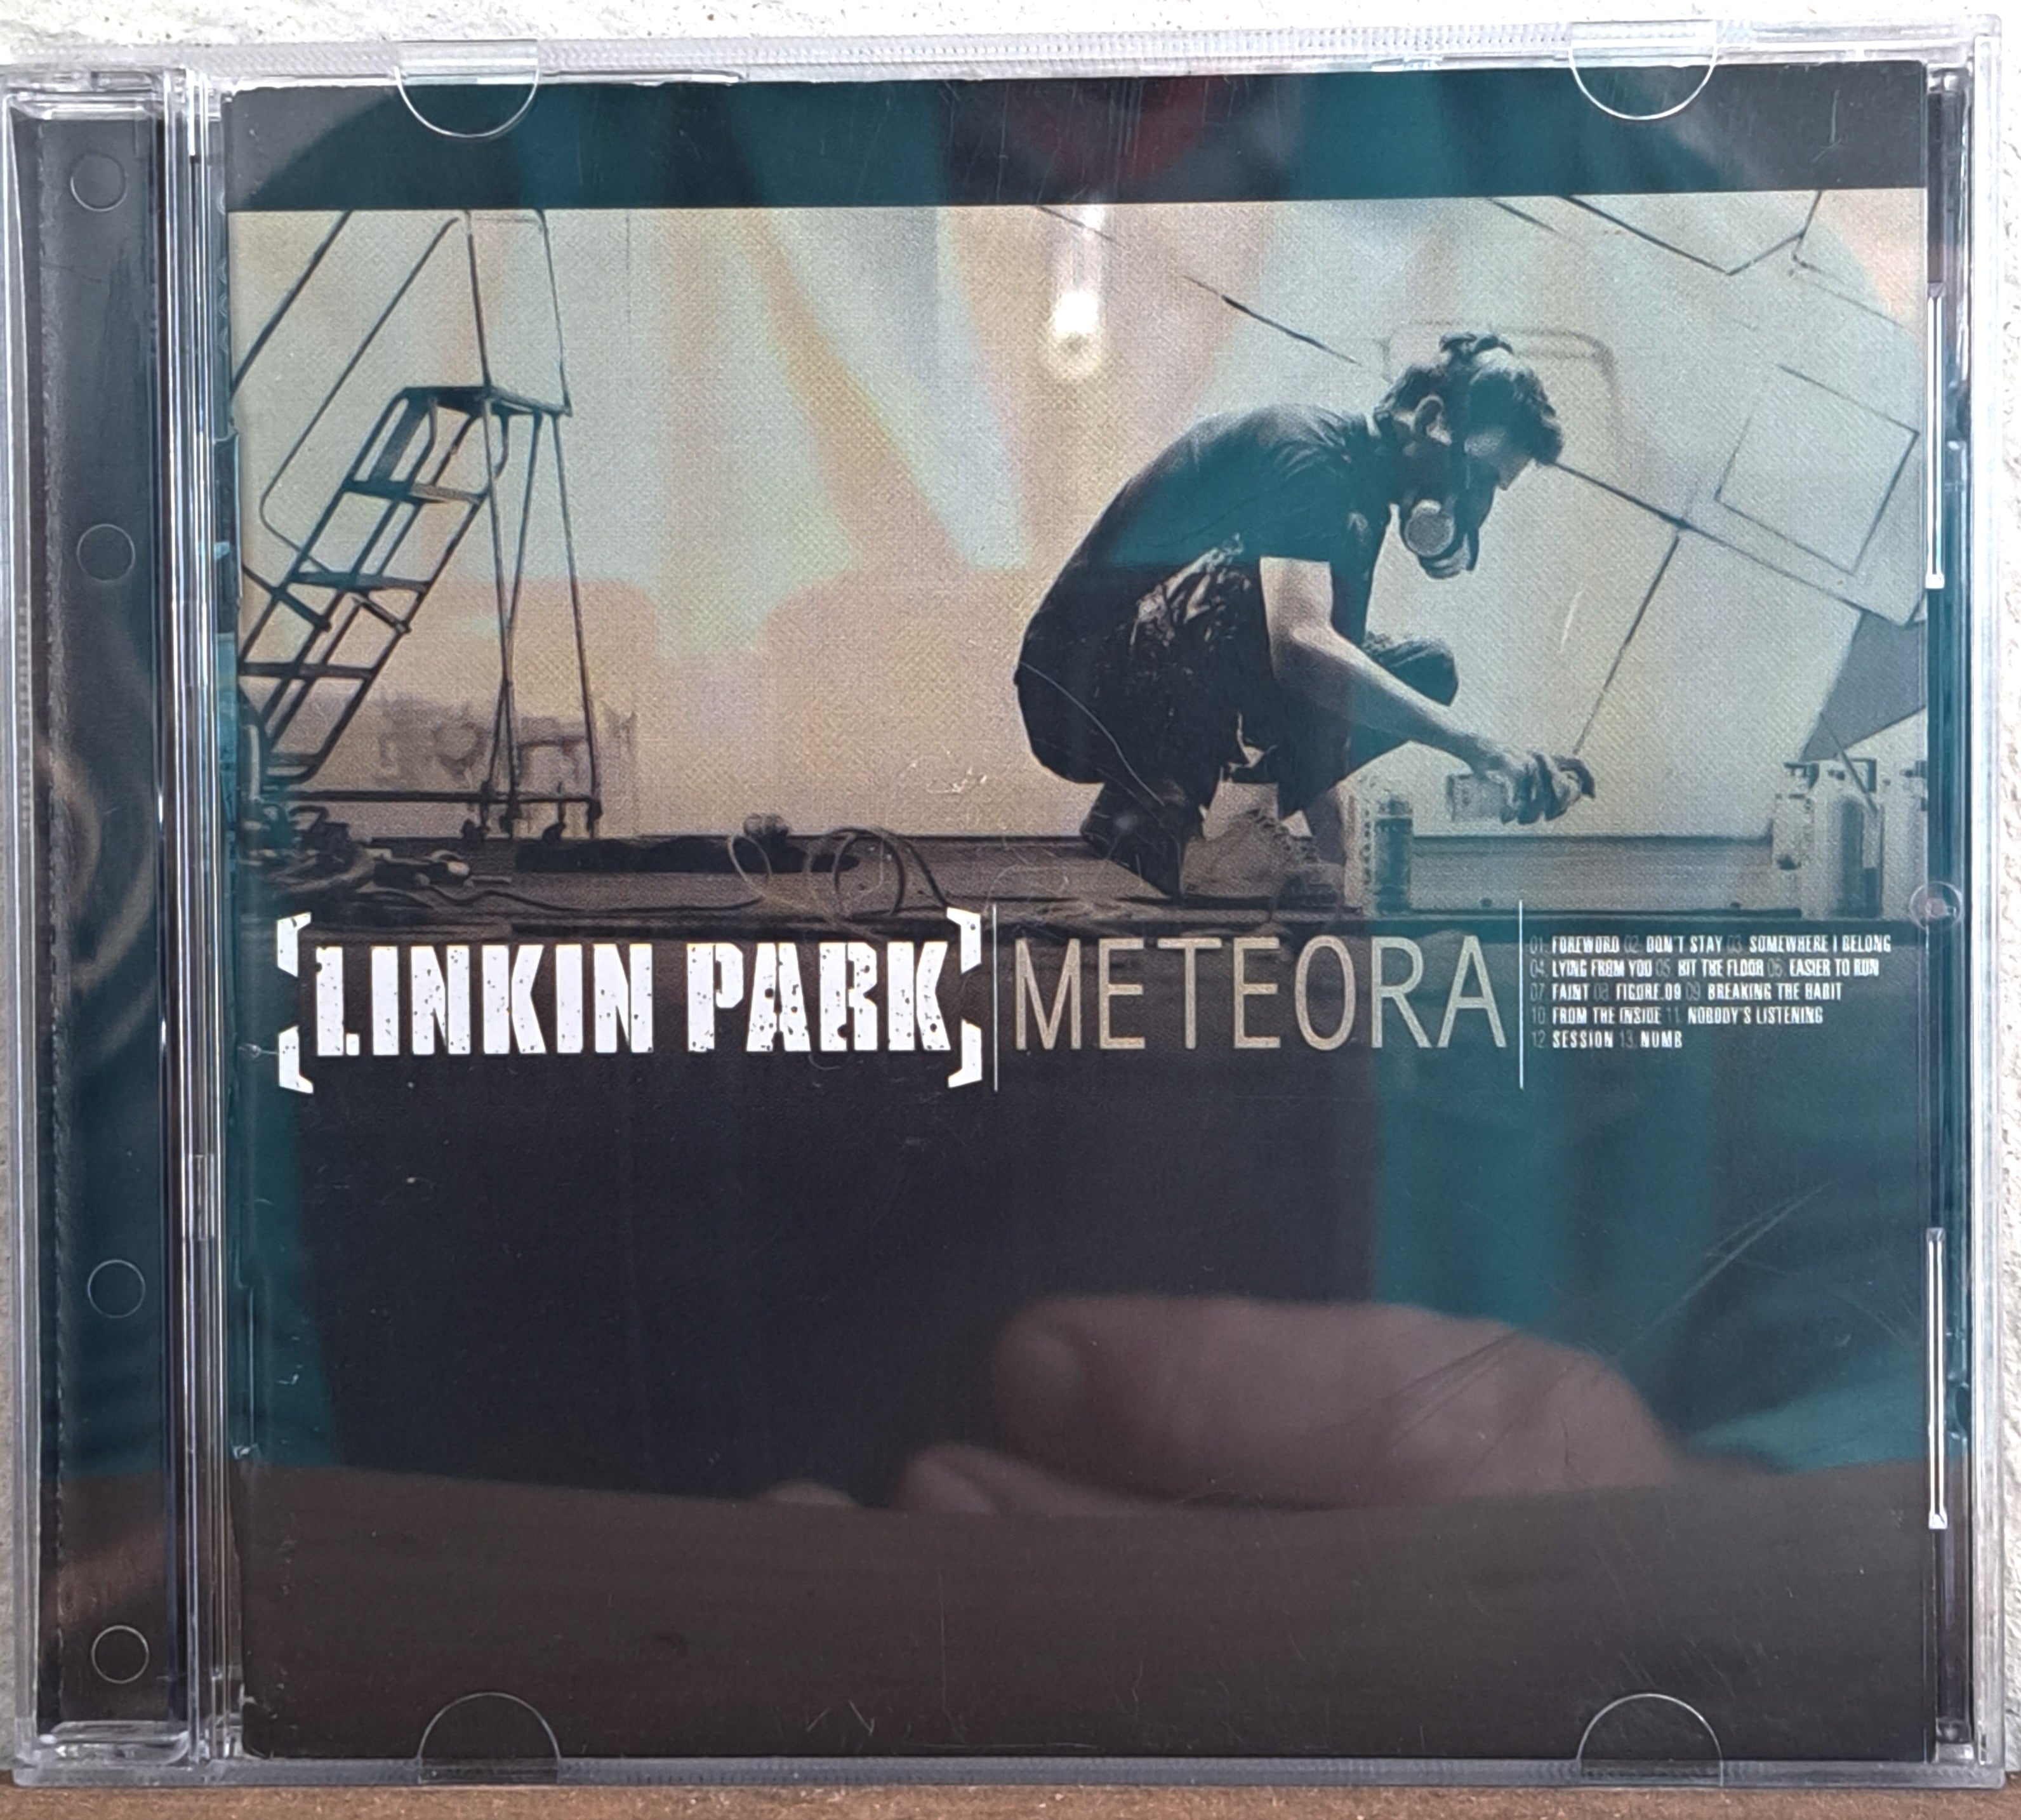 [LINKIN PARK]
METEORA
01. FOREWORD 02. DON'T STAY 03. SOMEWHERE I BELONG
04. LYING FROM YOU 05. HIT THE FLOOR 06. EASIER TO RUN
07. FAINT 08. FIGURE.09 09. BREAKING THE HABIT
10. FROM THE INSIDE 11. NOBODY'S LISTENING
12. SESSION 13. NUMB